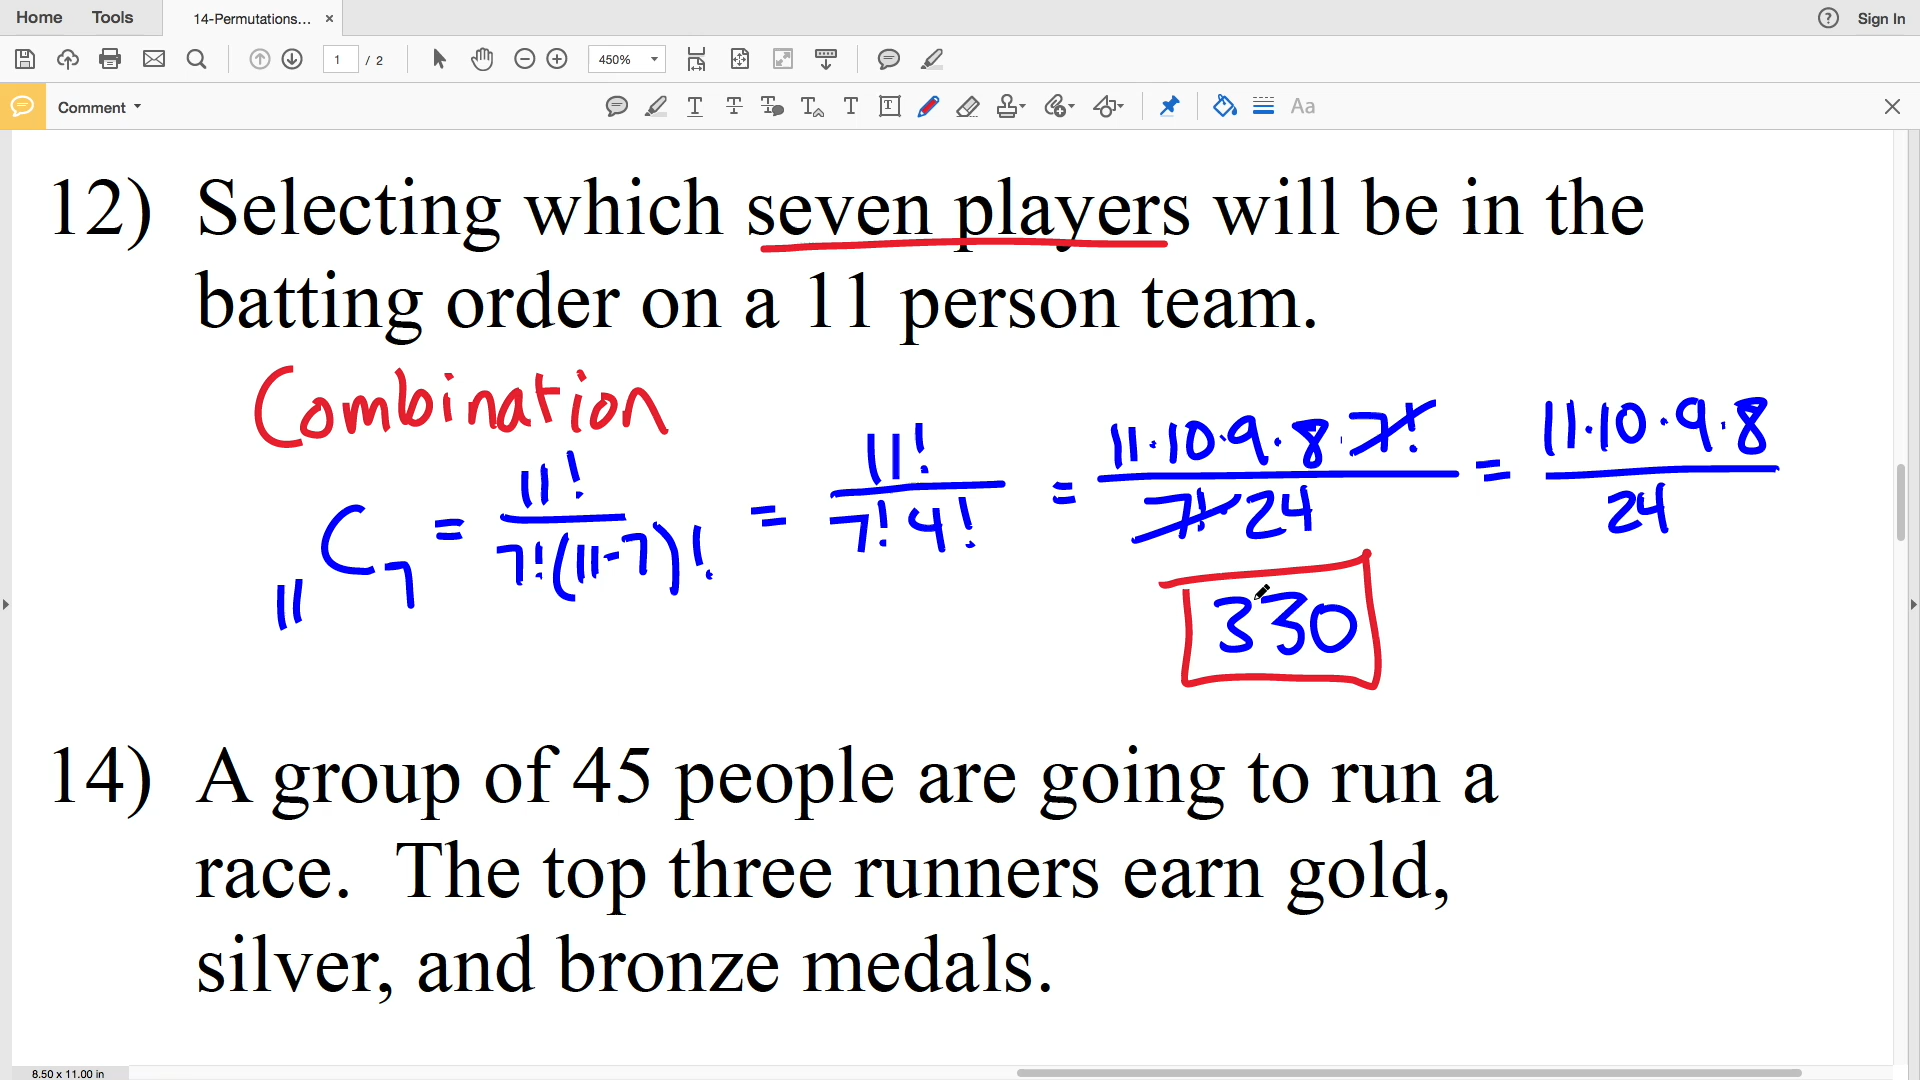 Home Tools 14-Permutations... × ? Sign In
1 / 2 450%
Comment T T T T T T Aa
12) Selecting which seven players will be in the
batting order on a 11 person team.
Combination
11C7 = 11! / 7!(11-7)! = 11! / 7!4! = 11·10·9·8·7! / 7!·24 = 11·10·9·8 / 24
330
14) A group of 45 people are going to run a
race. The top three runners earn gold,
silver, and bronze medals.
8.50 x 11.00 in